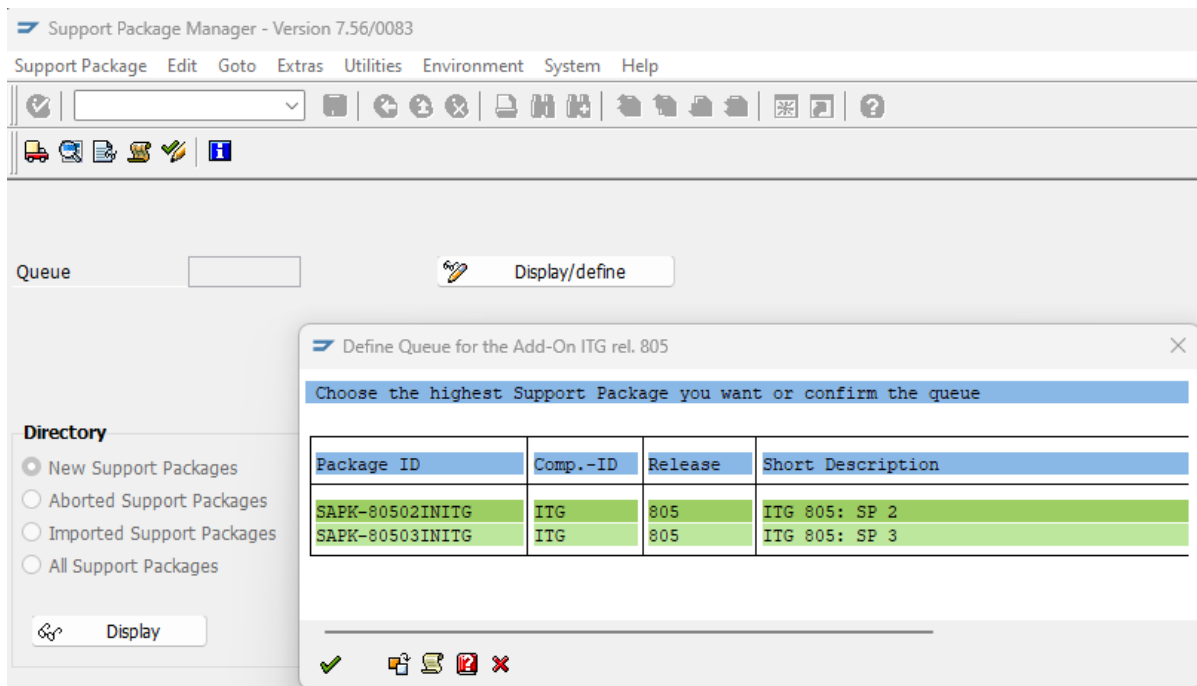 Support Package Manager - Version 7.56/0083
Support Package Edit Goto Extras Utilities Environment System Help
Queue
Display/define
Define Queue for the Add-On ITG rel. 805
Choose the highest Support Package you want or confirm the queue
Directory
New Support Packages
Aborted Support Packages
Imported Support Packages
All Support Packages
Display
Package ID Comp.-ID Release Short Description
SAPK-80502INITG ITG 805 ITG 805: SP 2
SAPK-80503INITG ITG 805 ITG 805: SP 3